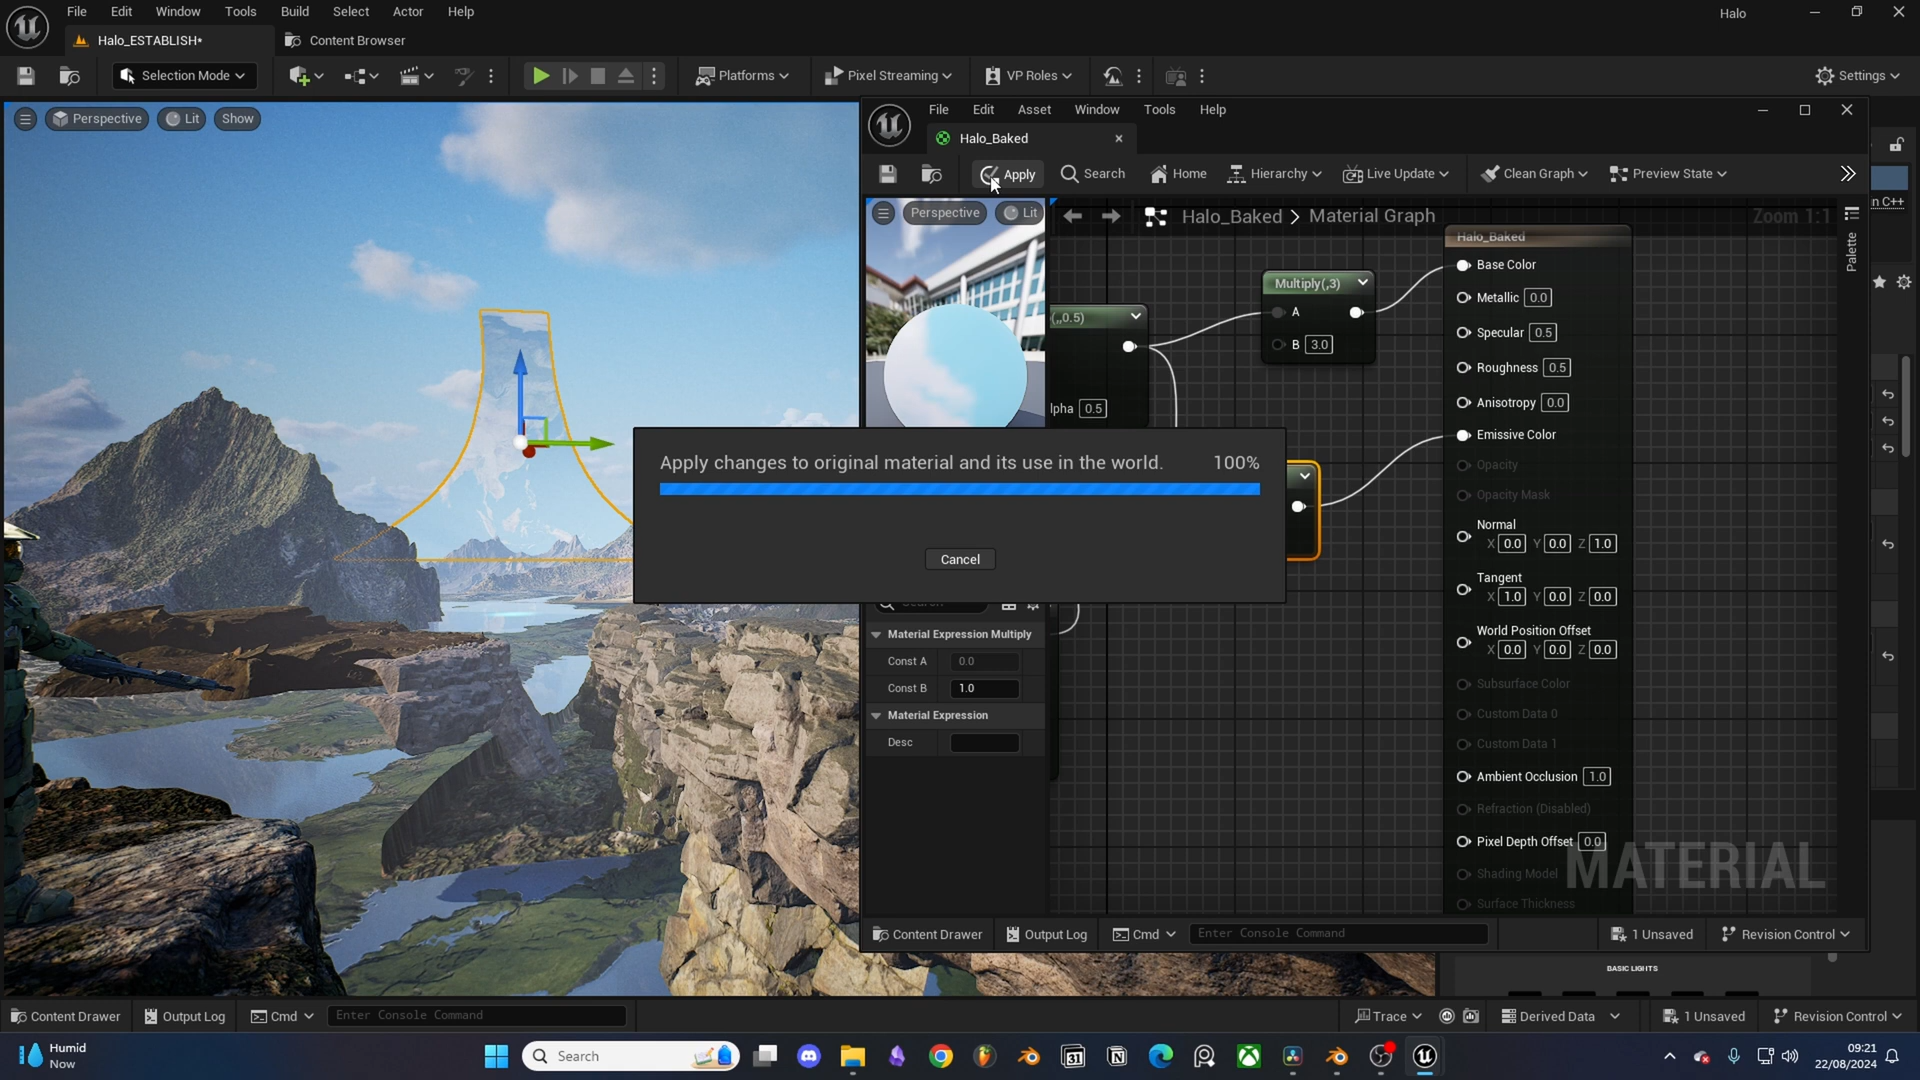 File Edit Window Tools Build Select Actor Help
Halo
Halo_ESTABLISH*
Content Browser
Selection Mode
Platforms
Pixel Streaming
VP Roles
Settings
Perspective
Lit
Show
File Edit Asset Window Tools Help
Halo_Baked
Apply
Search
Home
Hierarchy
Live Update
Clean Graph
Preview State
n C++
Perspective
Lit
Halo_Baked > Material Graph
Zoom 1:1
Palette
Halo_Baked
Base Color
Metallic 0.0
Specular 0.5
Roughness 0.5
Anisotropy 0.0
Emissive Color
Opacity
Opacity Mask
Normal
X 0.0 Y 0.0 Z 1.0
Tangent
X 1.0 Y 0.0 Z 0.0
World Position Offset
X 0.0 Y 0.0 Z 0.0
Subsurface Color
Custom Data 0
Custom Data 1
Ambient Occlusion 1.0
Refraction (Disabled)
Pixel Depth Offset 0.0
Shading Model
Surface Thickness
MATERIAL
Multiply(,3)
A
B 3.0
(,,0.5)
lpha 0.5
Apply changes to original material and its use in the world. 100%
Cancel
Search
Material Expression Multiply
Const A 0.0
Const B 1.0
Material Expression
Desc
Content Drawer
Output Log
Cmd
Enter Console Command
1 Unsaved
Revision Control
BASIC LIGHTS
Content Drawer
Output Log
Cmd
Enter Console Command
Trace
Derived Data
1 Unsaved
Revision Control
Humid
Now
Search
31
09:21
22/08/2024